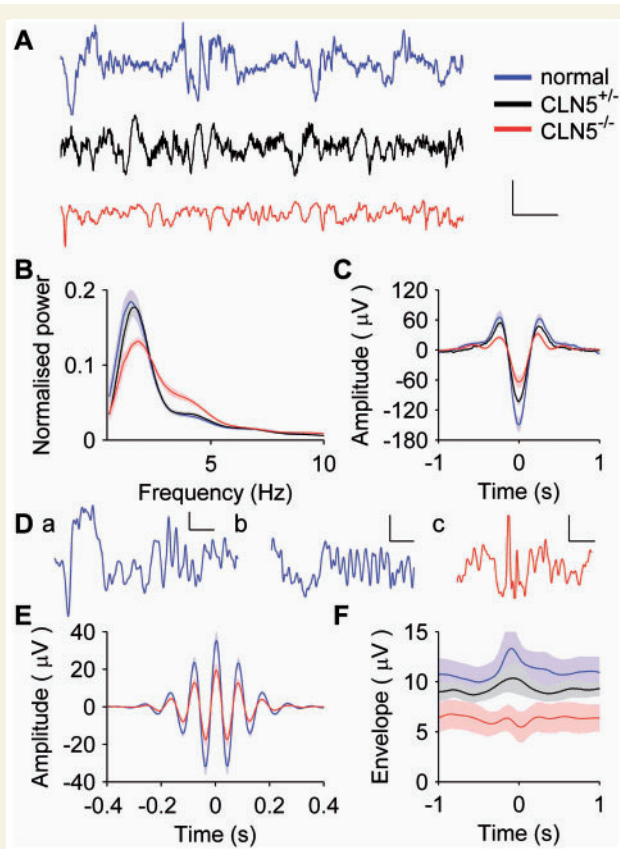 A
normal
CLN5+/-
CLN5-/-
B
0.2
0.1
0
Normalised power
5
10
Frequency (Hz)
C
120
60
0
-60
-120
-180
Amplitude (µV)
-1
0
1
Time (s)
D a
b
c
E
40
20
0
-20
-40
Amplitude (µV)
-0.4
-0.2
0
0.2
0.4
Time (s)
F
15
10
5
0
Envelope (µV)
-1
0
1
Time (s)